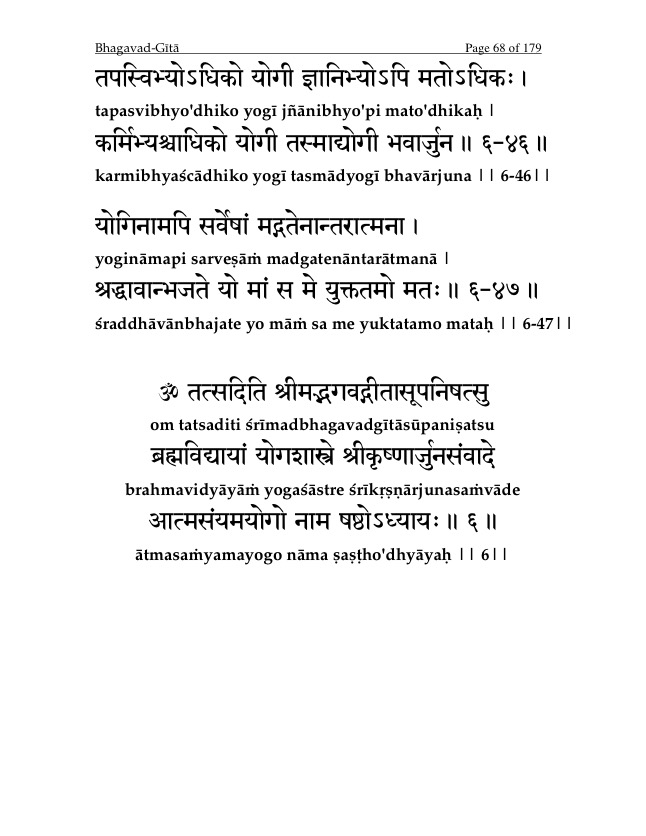 Bhagavad-Gītā Page 68 of 179
तपस्विभ्योऽधिको योगी ज्ञानिभ्योऽपि मतोऽधिकः ।
tapasvibhyo'dhiko yogī jñānibhyo'pi mato'dhikaḥ |
कर्मिभ्यश्चाधिको योगी तस्माद्योगी भवार्जुन ॥ ६-४६॥
karmibhyaścādhiko yogī tasmādyogī bhavārjuna || 6-46||
योगिनामपि सर्वेषां मद्गतेनान्तरात्मना ।
yogināmapi sarveṣāṁ madgatenāntarātmanā |
श्रद्धावान्भजते यो मां स मे युक्ततमो मतः ॥ ६-४७॥
śraddhāvānbhajate yo māṁ sa me yuktatamo mataḥ || 6-47||
ॐ तत्सदिति श्रीमद्भगवद्गीतासूपनिषत्सु
om tatsaditi śrīmadbhagavadgītāsūpaniṣatsu
ब्रह्मविद्यायां योगशास्त्रे श्रीकृष्णार्जुनसंवादे
brahmavidyāyāṁ yogaśāstre śrīkṛṣṇārjunasaṁvāde
आत्मसंयमयोगो नाम षष्ठोऽध्यायः ॥ ६॥
ātmasaṁyamayogo nāma ṣaṣṭho'dhyāyaḥ || 6||